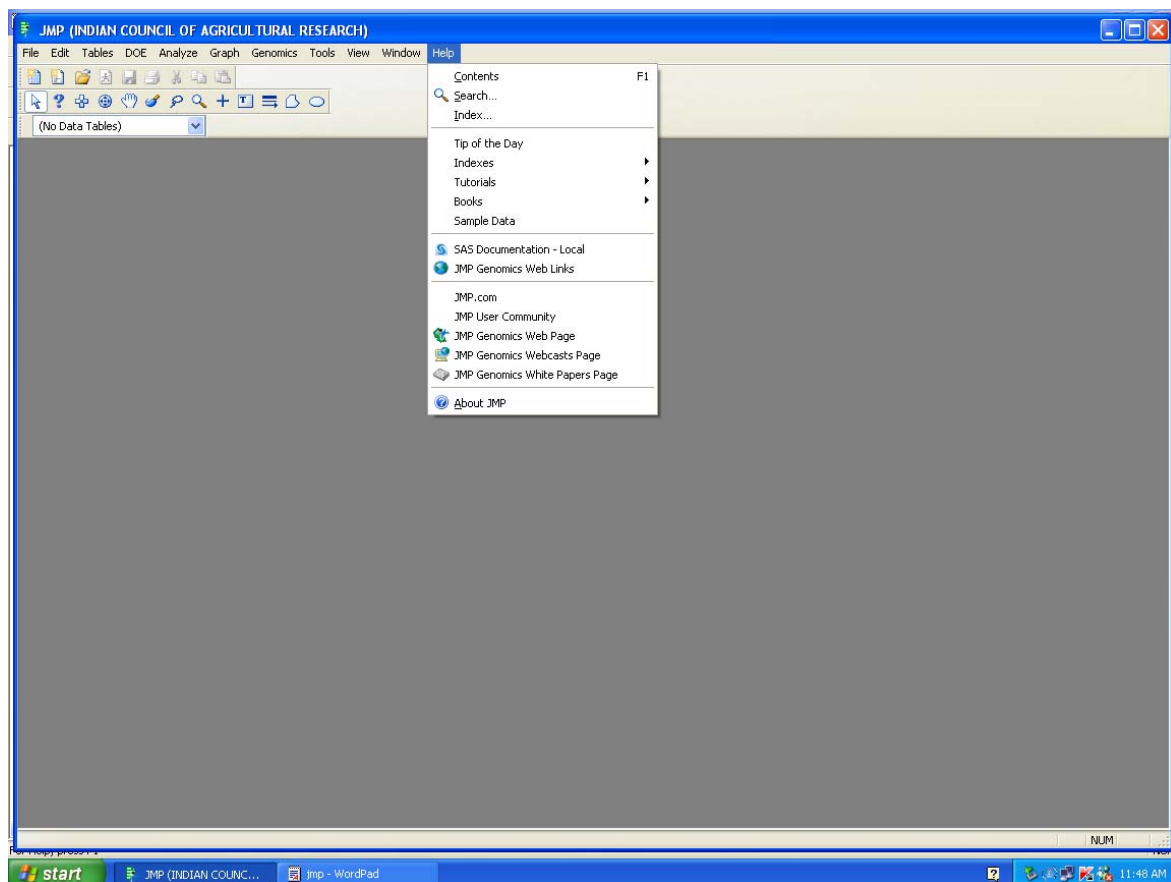 JMP (INDIAN COUNCIL OF AGRICULTURAL RESEARCH)
File Edit Tables DOE Analyze Graph Genomics Tools View Window Help
(No Data Tables)
Contents F1
Search...
Index...
Tip of the Day
Indexes
Tutorials
Books
Sample Data
SAS Documentation - Local
JMP Genomics Web Links
JMP.com
JMP User Community
JMP Genomics Web Page
JMP Genomics Webcasts Page
JMP Genomics White Papers Page
About JMP
NUM
start JMP (INDIAN COUNC... jmp - WordPad 11:48 AM